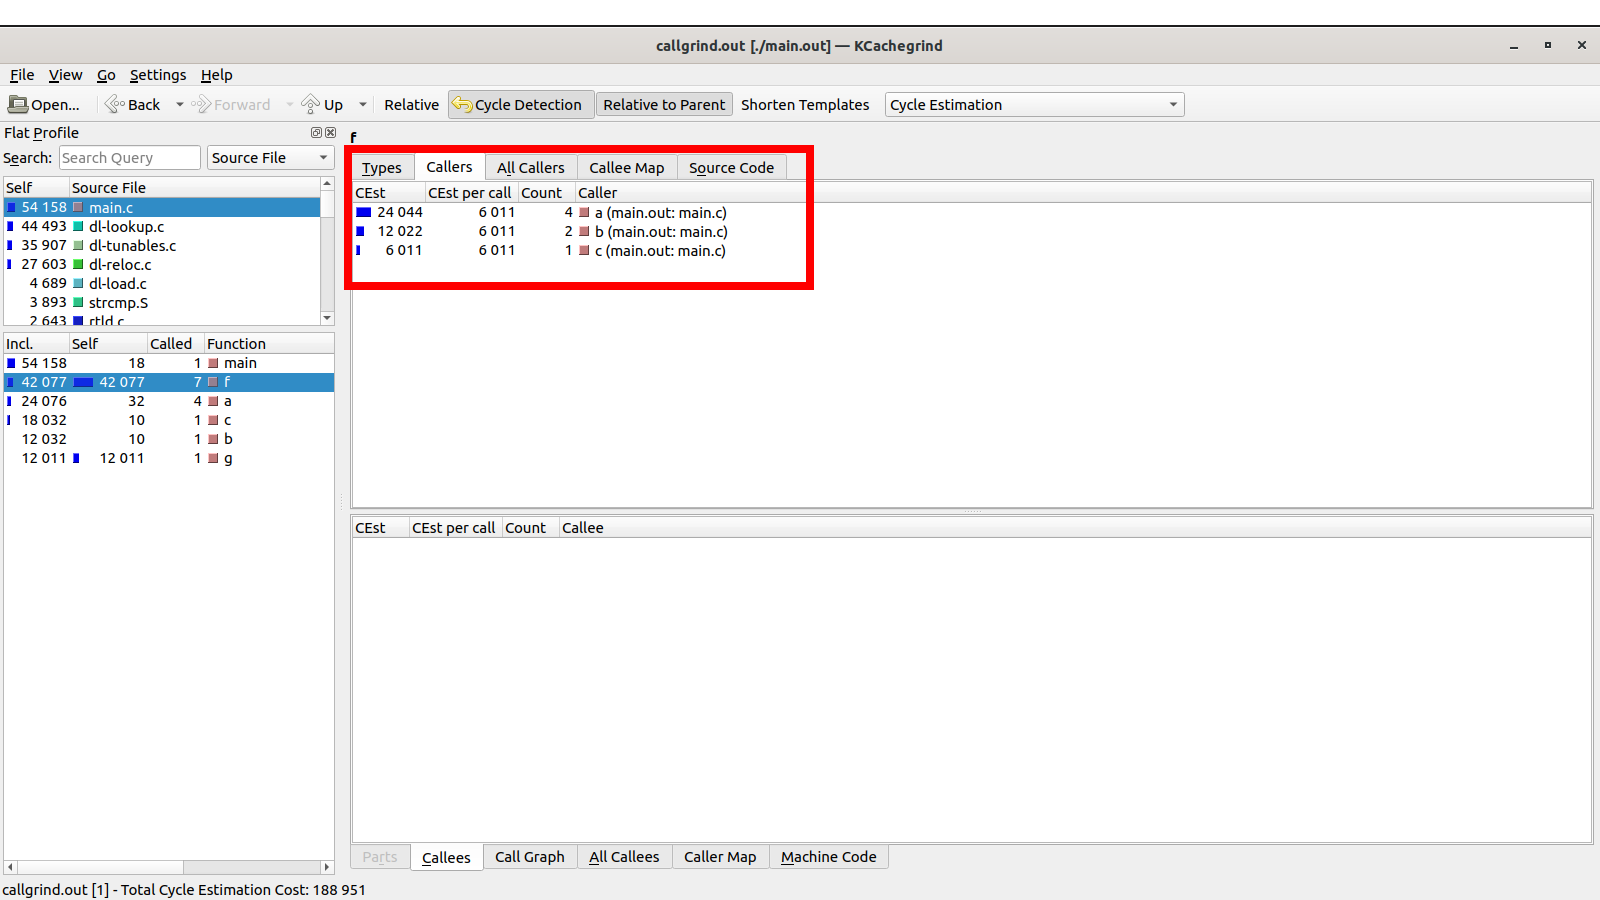 callgrind.out [./main.out] — KCachegrind
File View Go Settings Help
Open... Back Forward Up Relative Cycle Detection Relative to Parent Shorten Templates Cycle Estimation
Flat Profile
Search: Search Query Source File
Self Source File
54 158 main.c
44 493 dl-lookup.c
35 907 dl-tunables.c
27 603 dl-reloc.c
4 689 dl-load.c
3 893 strcmp.S
2 643 rtld.c
Incl. Self Called Function
54 158 18 1 main
42 077 42 077 7 f
24 076 32 4 a
18 032 10 1 c
12 032 10 1 b
12 011 12 011 1 g
f
Types Callers All Callers Callee Map Source Code
CEst CEst per call Count Caller
24 044 6 011 4 a (main.out: main.c)
12 022 6 011 2 b (main.out: main.c)
6 011 6 011 1 c (main.out: main.c)
CEst CEst per call Count Callee
Parts Callees Call Graph All Callees Caller Map Machine Code
callgrind.out [1] - Total Cycle Estimation Cost: 188 951